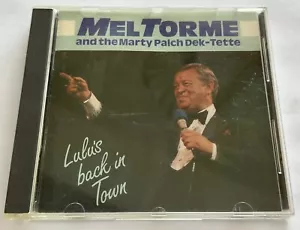 MEL TORME
and the Marty Paich Dek-Tette
Lulu's
back in
Town